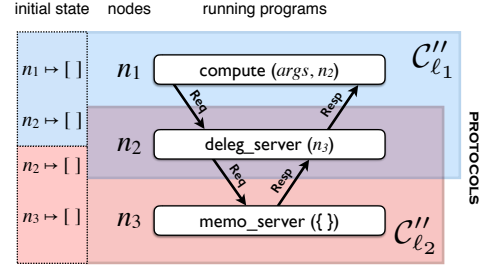 initial state nodes running programs
n₁ ↦ [ ] n₁ compute (args, n₂) 𝒞″ℓ₁
Req Resp
n₂ ↦ [ ]
n₂ deleg_server (n₃)
n₂ ↦ [ ]
Req Resp
n₃ ↦ [ ] n₃ memo_server ({ }) 𝒞″ℓ₂
PROTOCOLS